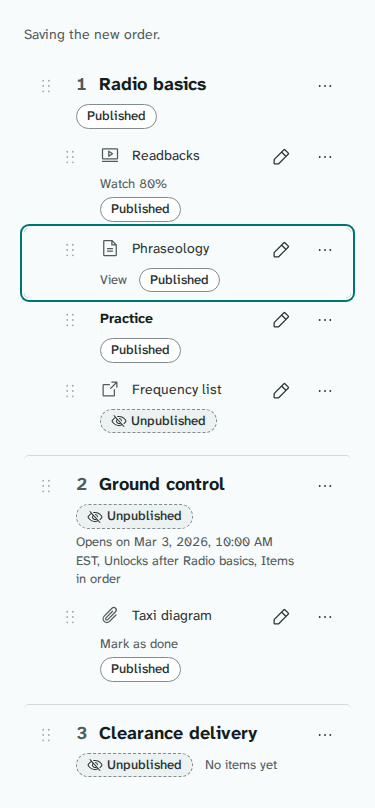 Saving the new order.
1 Radio basics
Published
Readbacks
Watch 80%
Published
Phraseology
View Published
Practice
Published
Frequency list
Unpublished
2 Ground control
Unpublished
Opens on Mar 3, 2026, 10:00 AM
EST, Unlocks after Radio basics, Items
in order
Taxi diagram
Mark as done
Published
3 Clearance delivery
Unpublished No items yet